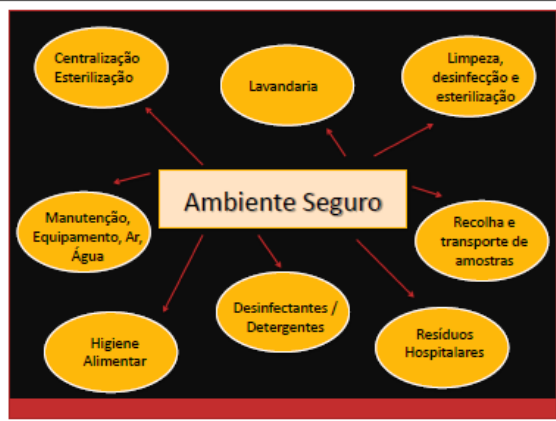 Centralização
Esterilização
Lavandaria
Limpeza,
desinfecção e
esterilização
Ambiente Seguro
Manutenção,
Equipamento, Ar,
Água
Recolha e
transporte de
amostras
Higiene
Alimentar
Desinfectantes /
Detergentes
Resíduos
Hospitalares